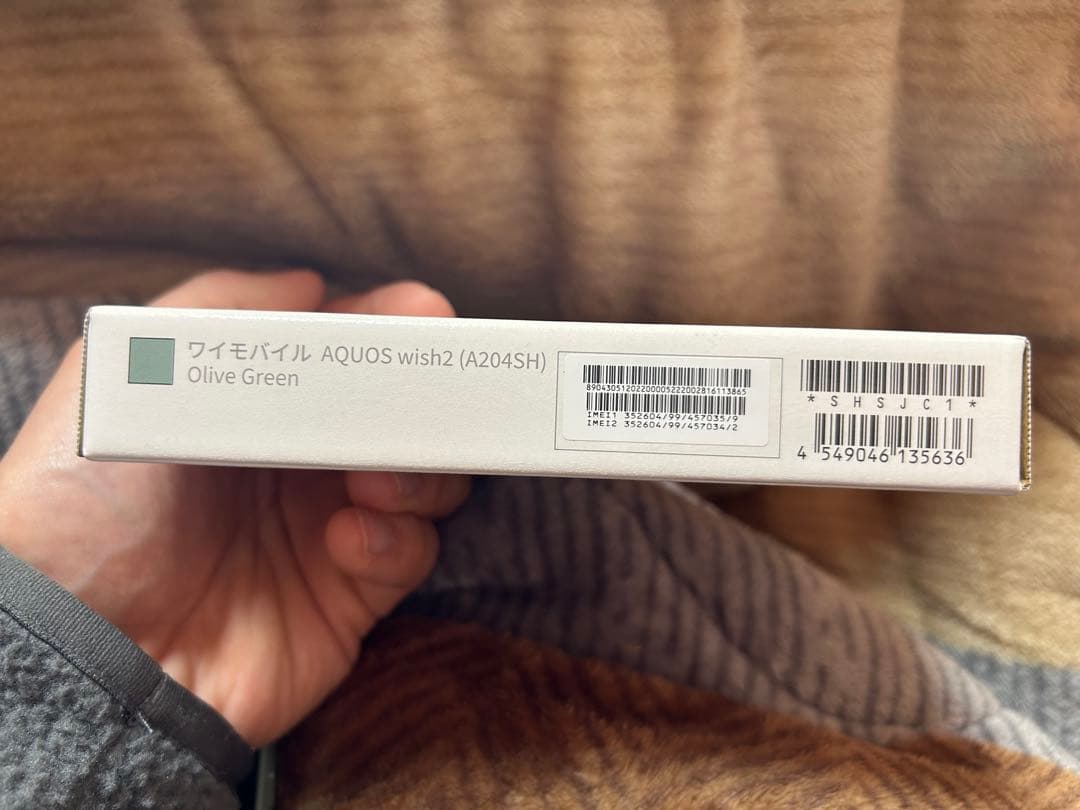 ワイモバイル AQUOS wish2 (A204SH)
Olive Green
89043051202200005222002816113865
IMEI1 352604/99/457035/9
IMEI2 352604/99/457034/2
*SHSJC1*
4 549046 135636